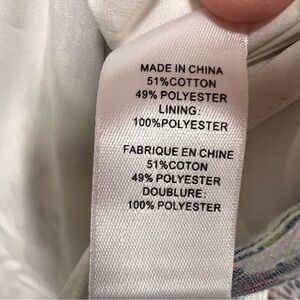 MADE IN CHINA
51%COTTON
49% POLYESTER
LINING:
100%POLYESTER
FABRIQUE EN CHINE
51%COTON
49% POLYESTER
DOUBLURE:
100% POLYESTER